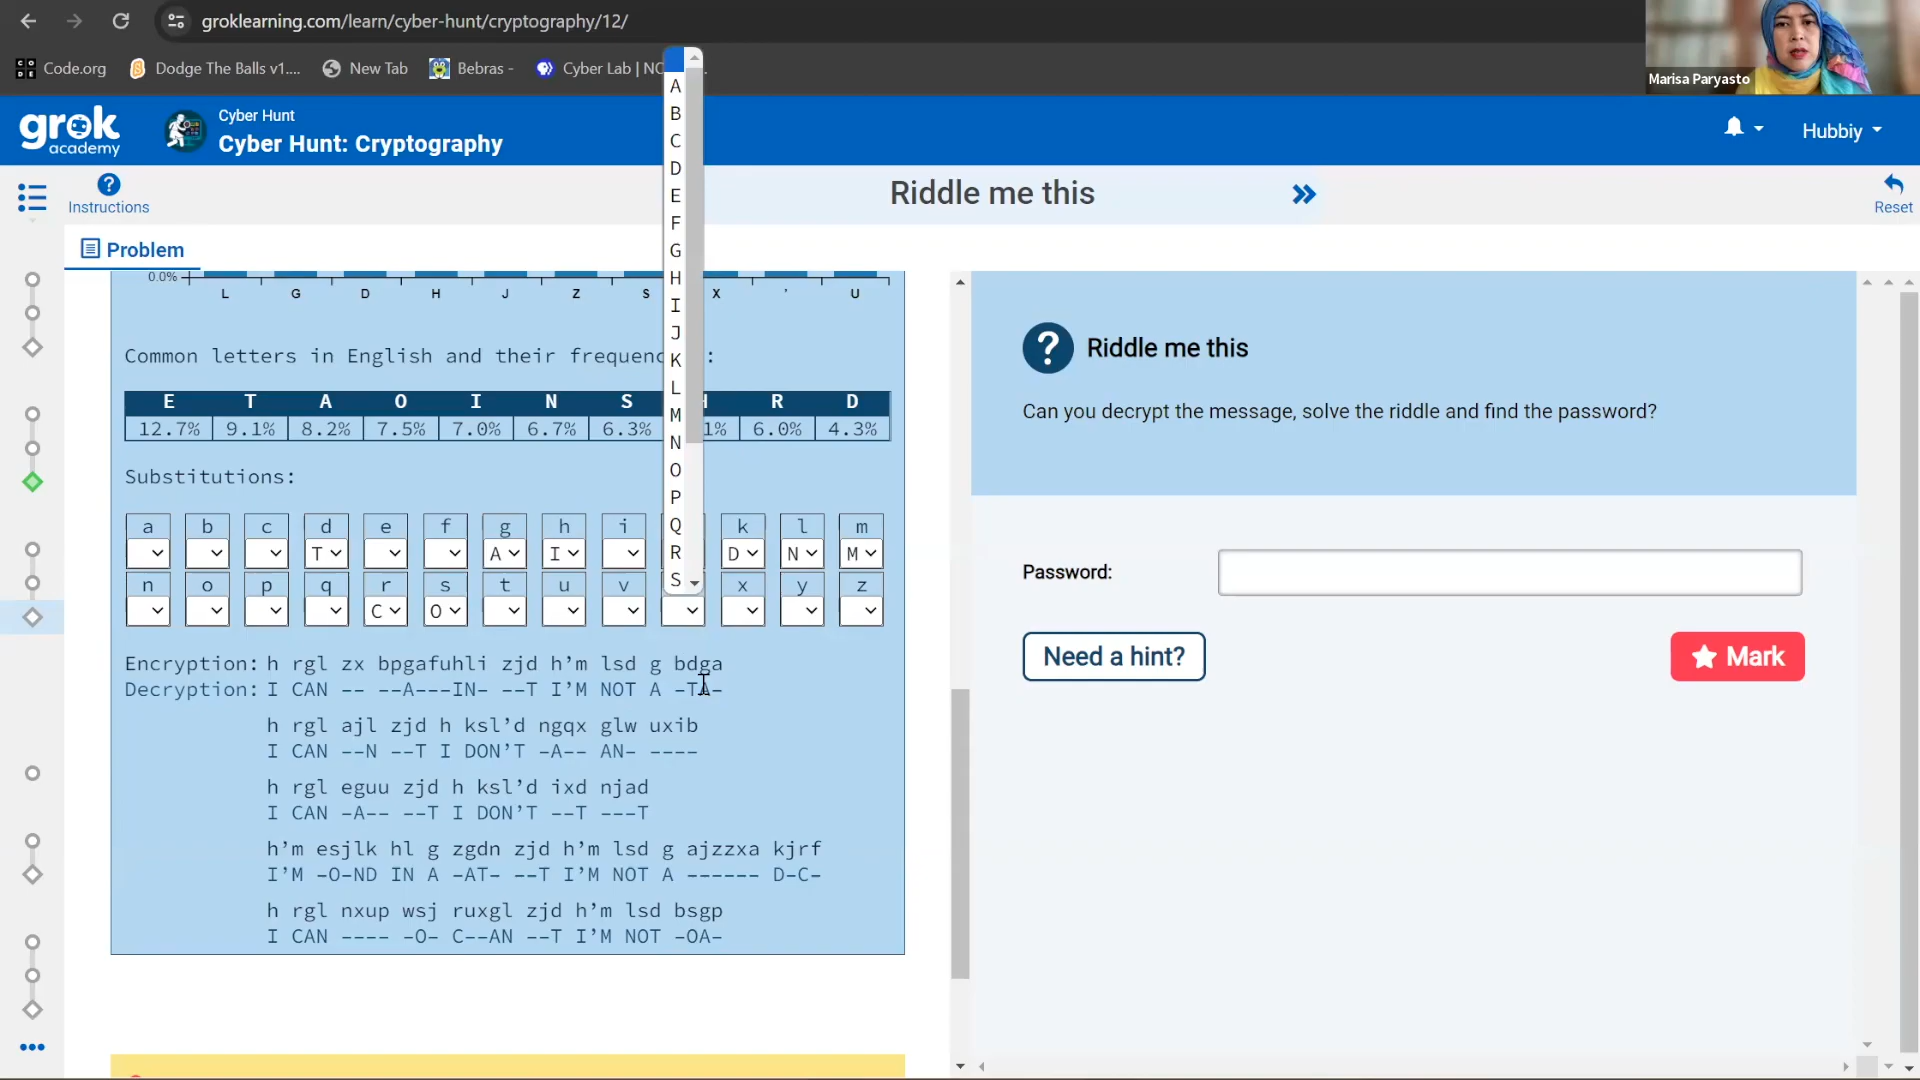 groklearning.com/learn/cyber-hunt/cryptography/12/
Code.org
Dodge The Balls v1....
New Tab
Bebras -
Cyber Lab | NO
Marisa Paryasto
grok
academy
Cyber Hunt
Cyber Hunt: Cryptography
Hubbiy
Instructions
Riddle me this
Reset
Problem
0.0%
L G D H J Z S X ' U
Common letters in English and their frequenc :
E T A O I N S H R D
12.7% 9.1% 8.2% 7.5% 7.0% 6.7% 6.3% 1% 6.0% 4.3%
Substitutions:
a b c d e f g h i k l m
T A I D N M
n o p q r s t u v x y z
C O
A
B
C
D
E
F
G
H
I
J
K
L
M
N
O
P
Q
R
S
Encryption: h rgl zx bpgafuhli zjd h’m lsd g bdga
Decryption: I CAN -- --A---IN- --T I’M NOT A -TA-
h rgl ajl zjd h ksl’d ngqx glw uxib
I CAN --N --T I DON’T -A-- AN- ----
h rgl eguu zjd h ksl’d ixd njad
I CAN -A-- --T I DON’T --T ---T
h’m esjlk hl g zgdn zjd h’m lsd g ajzzxa kjrf
I’M -O-ND IN A -AT- --T I’M NOT A ------ D-C-
h rgl nxup wsj ruxgl zjd h’m lsd bsgp
I CAN ---- -O- C--AN --T I’M NOT -OA-
Riddle me this
Can you decrypt the message, solve the riddle and find the password?
Password:
Need a hint?
Mark